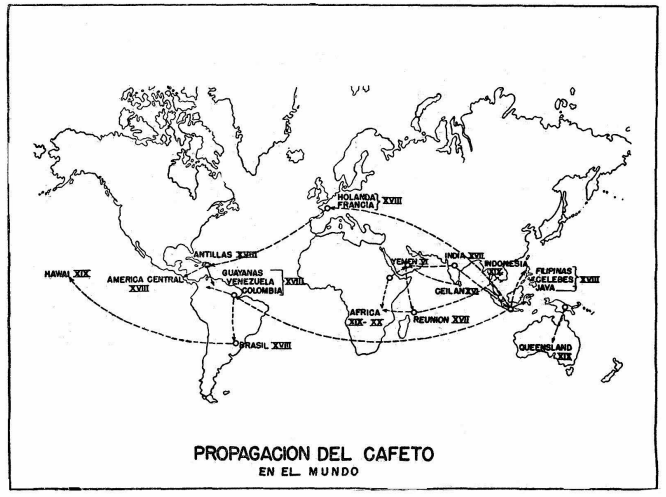 HOLANDA
FRANCIA
XVIII
ANTILLAS XVIII
YEMEN VI
INDIA XVII
INDONESIA
XIX
FILIPINAS
CELEBES
JAVA
XVIII
HAWAI XIX
AMERICA CENTRAL
XVIII
GUAYANAS
VENEZUELA
COLOMBIA
XVIII
CEILAN XVI
AFRICA
XIX-XX
REUNION XVII
BRASIL XVIII
QUEENSLAND
XIX
PROPAGACION DEL CAFETO
EN EL MUNDO